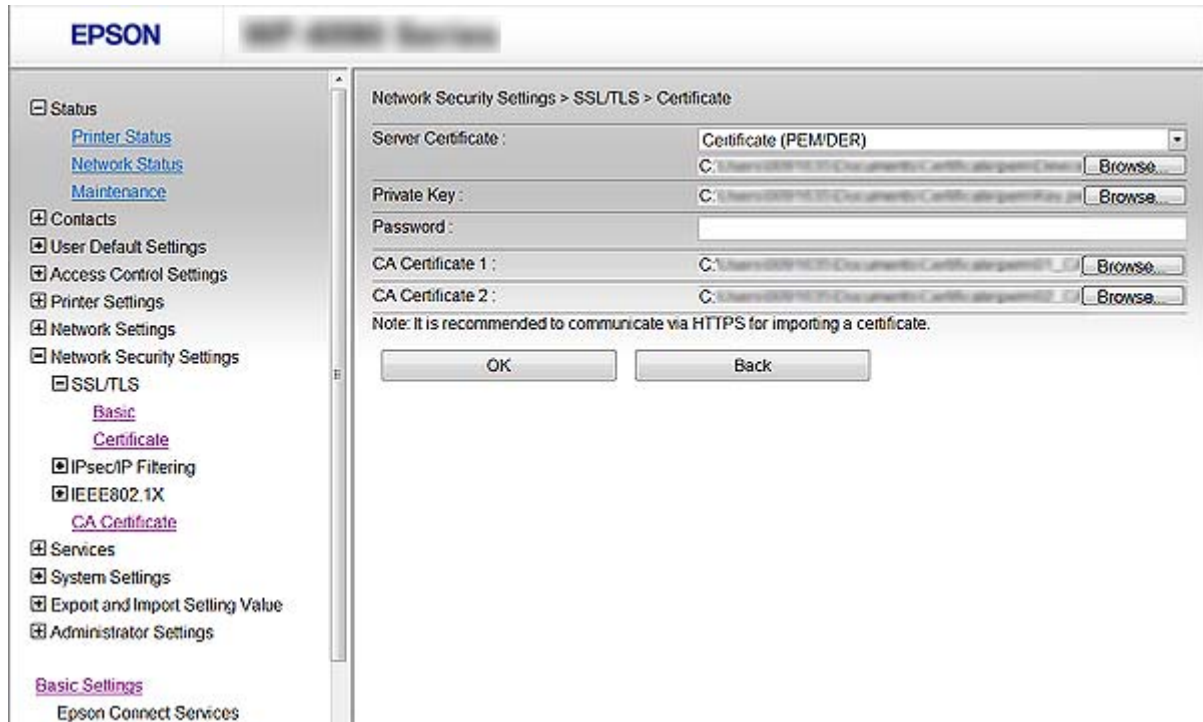 EPSON
Status
Printer Status
Network Status
Maintenance
Contacts
User Default Settings
Access Control Settings
Printer Settings
Network Settings
Network Security Settings
SSL/TLS
Basic
Certificate
IPsec/IP Filtering
IEEE802.1X
CA Certificate
Services
System Settings
Export and Import Setting Value
Administrator Settings
Basic Settings
Epson Connect Services
Network Security Settings > SSL/TLS > Certificate
Server Certificate :
Certificate (PEM/DER)
C:
Browse...
Private Key :
C:
Browse...
Password :
CA Certificate 1 :
C:
Browse...
CA Certificate 2 :
C:
Browse...
Note: It is recommended to communicate via HTTPS for importing a certificate.
OK
Back